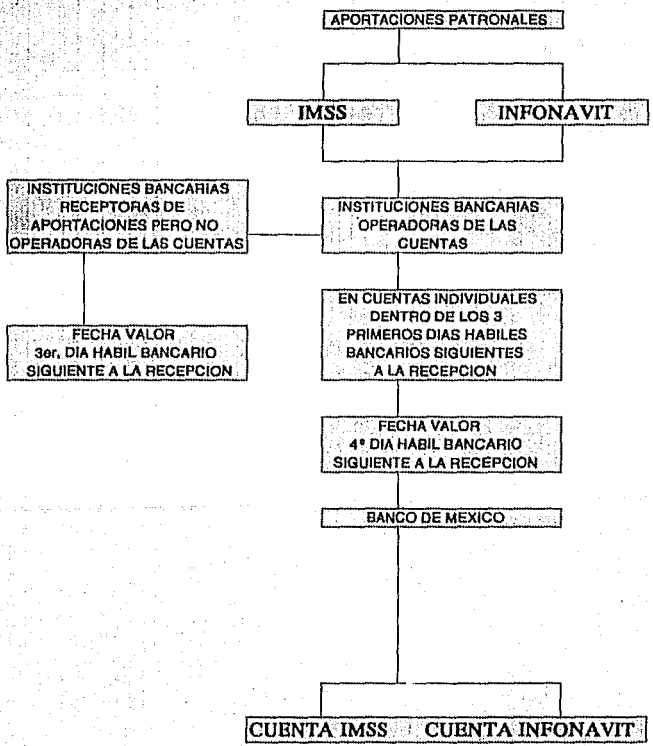 APORTACIONES PATRONALES
IMSS
INFONAVIT
INSTITUCIONES BANCARIAS
RECEPTORAS DE
APORTACIONES PERO NO
OPERADORAS DE LAS CUENTAS
INSTITUCIONES BANCARIAS
OPERADORAS DE LAS
CUENTAS
FECHA VALOR
3er, DIA HABIL BANCARIO
SIGUIENTE A LA RECEPCION
EN CUENTAS INDIVIDUALES
DENTRO DE LOS 3
PRIMEROS DIAS HABILES
BANCARIOS SIGUIENTES
A LA RECEPCION
FECHA VALOR
4º DIA HABIL BANCARIO
SIGUIENTE A LA RECEPCION
BANCO DE MEXICO
CUENTA IMSS
CUENTA INFONAVIT